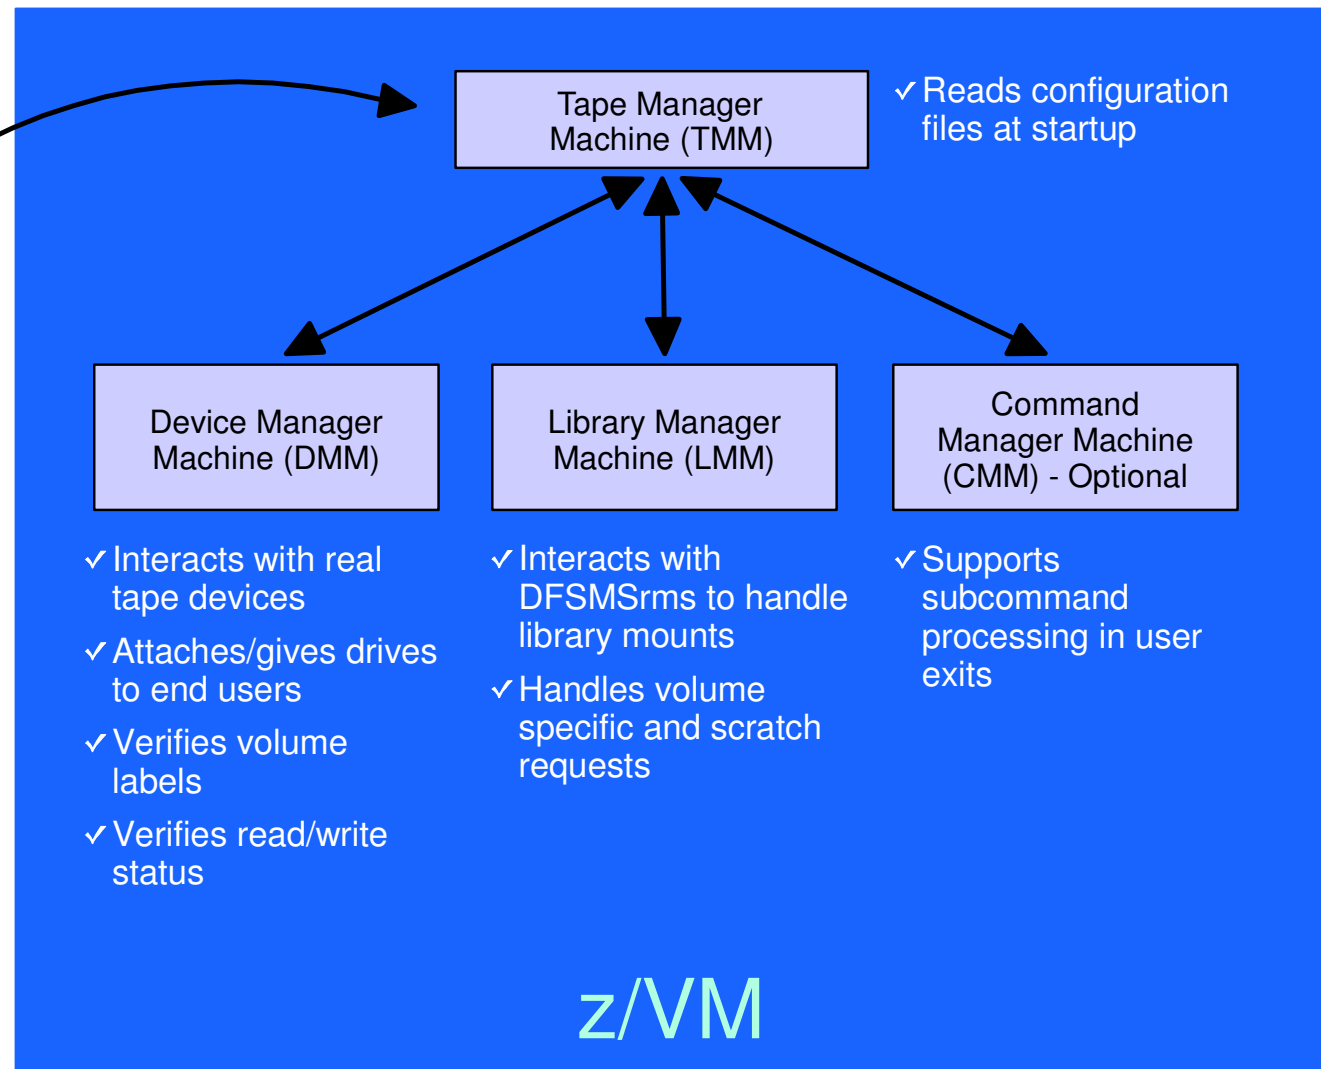 Tape Manager
Machine (TMM)
✓ Reads configuration
files at startup
Device Manager
Machine (DMM)
Library Manager
Machine (LMM)
Command
Manager Machine
(CMM) - Optional
✓ Interacts with real
tape devices
✓ Attaches/gives drives
to end users
✓ Verifies volume
labels
✓ Verifies read/write
status
✓ Interacts with
DFSMSrms to handle
library mounts
✓ Handles volume
specific and scratch
requests
✓ Supports
subcommand
processing in user
exits
z/VM